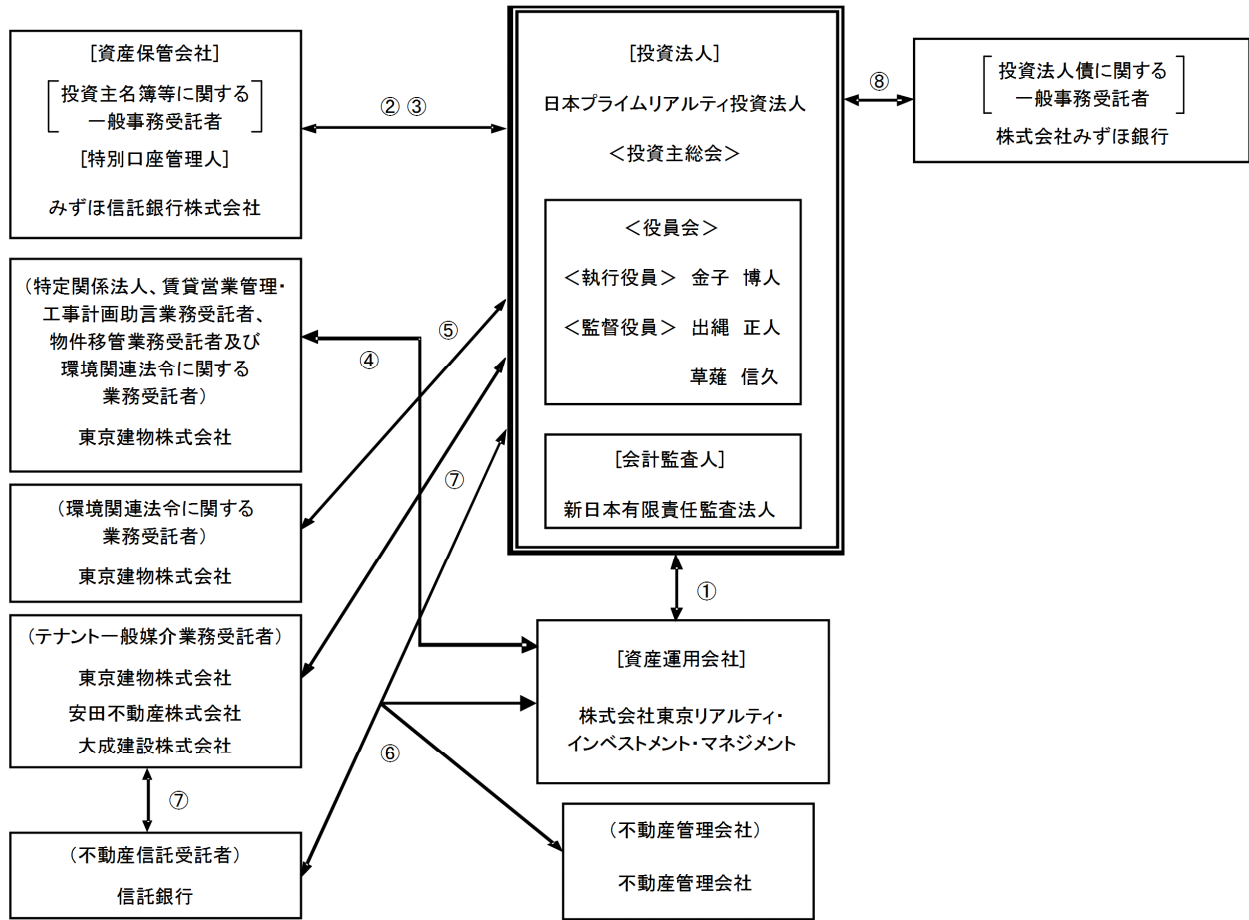 [資産保管会社]
投資主名簿等に関する
一般事務受託者
[特別口座管理人]
みずほ信託銀行株式会社
② ③
[投資法人]
日本プライムリアルティ投資法人
<投資主総会>
<役員会>
<執行役員> 金子 博人
<監督役員> 出縄 正人
草薙 信久
[会計監査人]
新日本有限責任監査法人
⑧
投資法人債に関する
一般事務受託者
株式会社みずほ銀行
(特定関係法人、賃貸営業管理・
工事計画助言業務受託者、
物件移管業務受託者及び
環境関連法令に関する
業務受託者)
東京建物株式会社
④
⑤
(環境関連法令に関する
業務受託者)
東京建物株式会社
⑦
①
(テナント一般媒介業務受託者)
東京建物株式会社
安田不動産株式会社
大成建設株式会社
[資産運用会社]
株式会社東京リアルティ・
インベストメント・マネジメント
⑥
⑦
(不動産信託受託者)
信託銀行
(不動産管理会社)
不動産管理会社